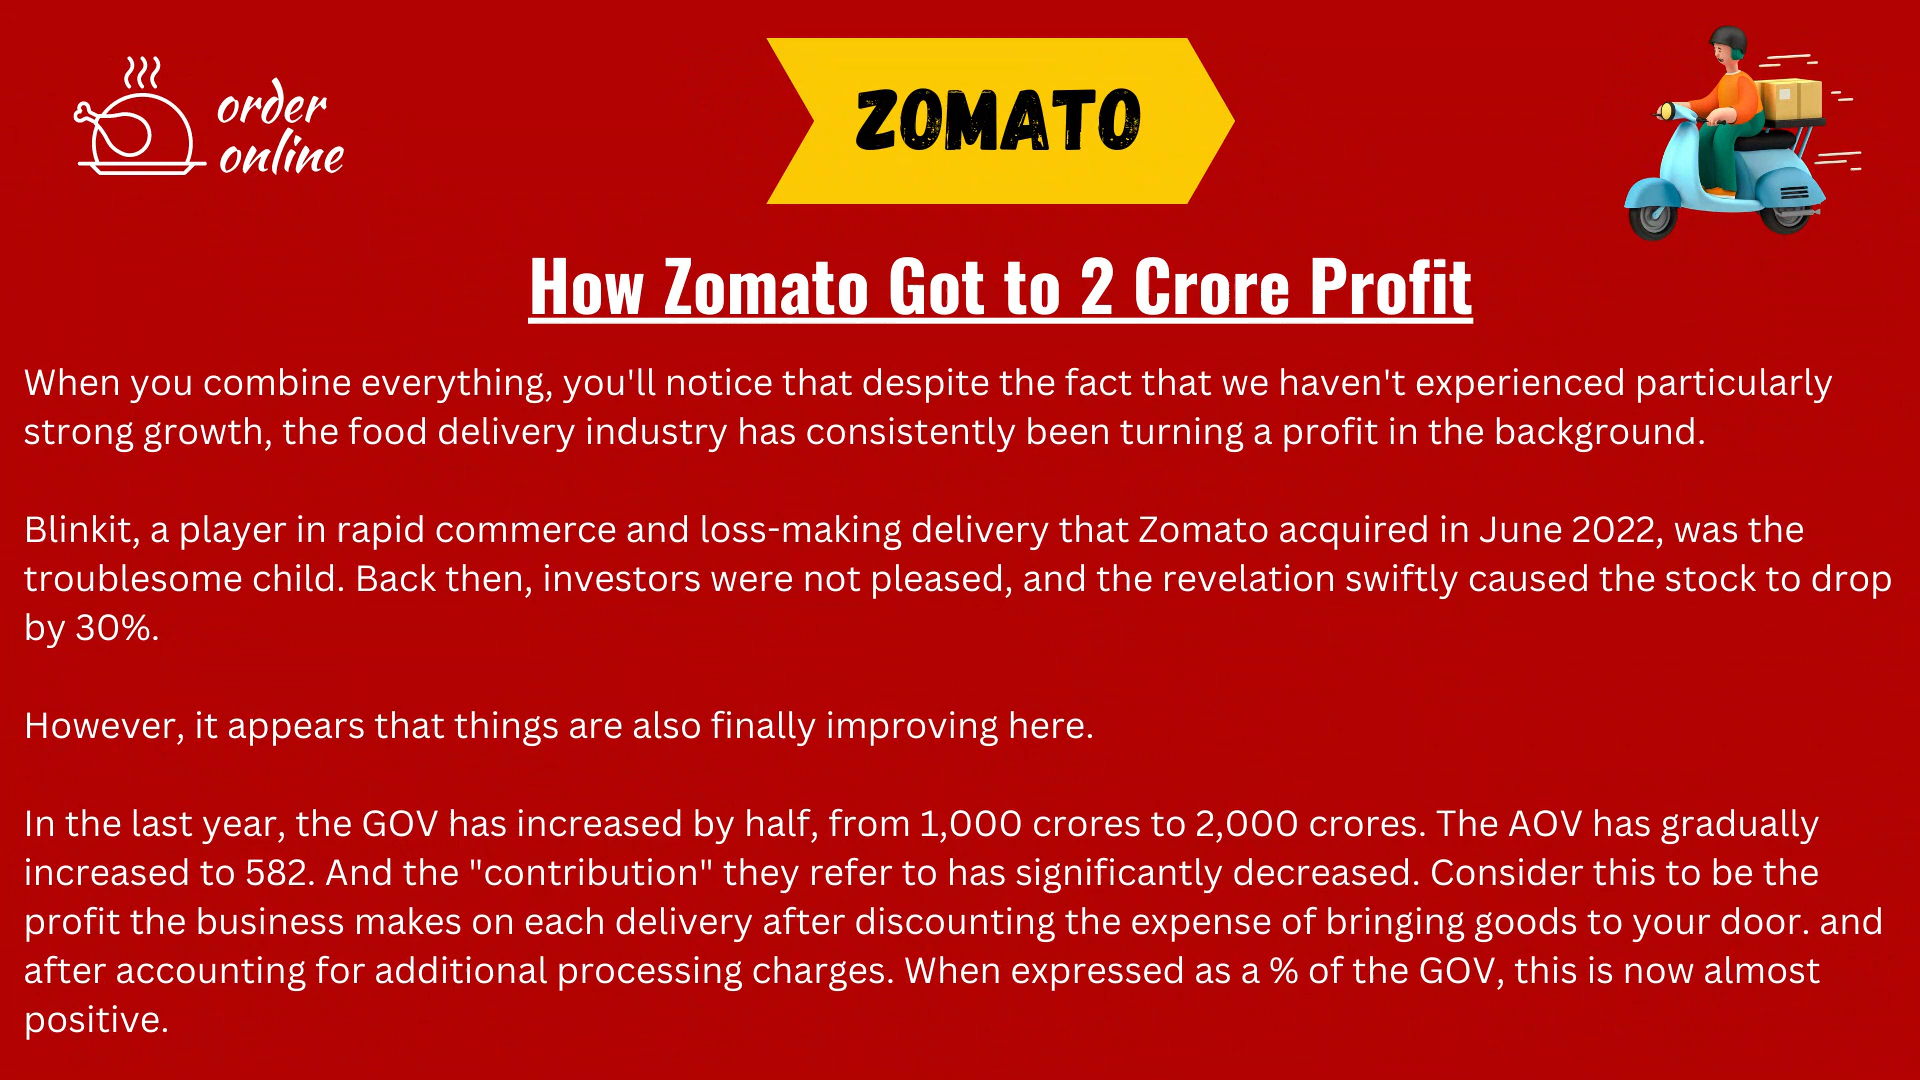 order
online
ZOMATO
How Zomato Got to 2 Crore Profit
When you combine everything, you'll notice that despite the fact that we haven't experienced particularly
strong growth, the food delivery industry has consistently been turning a profit in the background.
Blinkit, a player in rapid commerce and loss-making delivery that Zomato acquired in June 2022, was the
troublesome child. Back then, investors were not pleased, and the revelation swiftly caused the stock to drop
by 30%.
However, it appears that things are also finally improving here.
In the last year, the GOV has increased by half, from 1,000 crores to 2,000 crores. The AOV has gradually
increased to 582. And the "contribution" they refer to has significantly decreased. Consider this to be the
profit the business makes on each delivery after discounting the expense of bringing goods to your door. and
after accounting for additional processing charges. When expressed as a % of the GOV, this is now almost
positive.